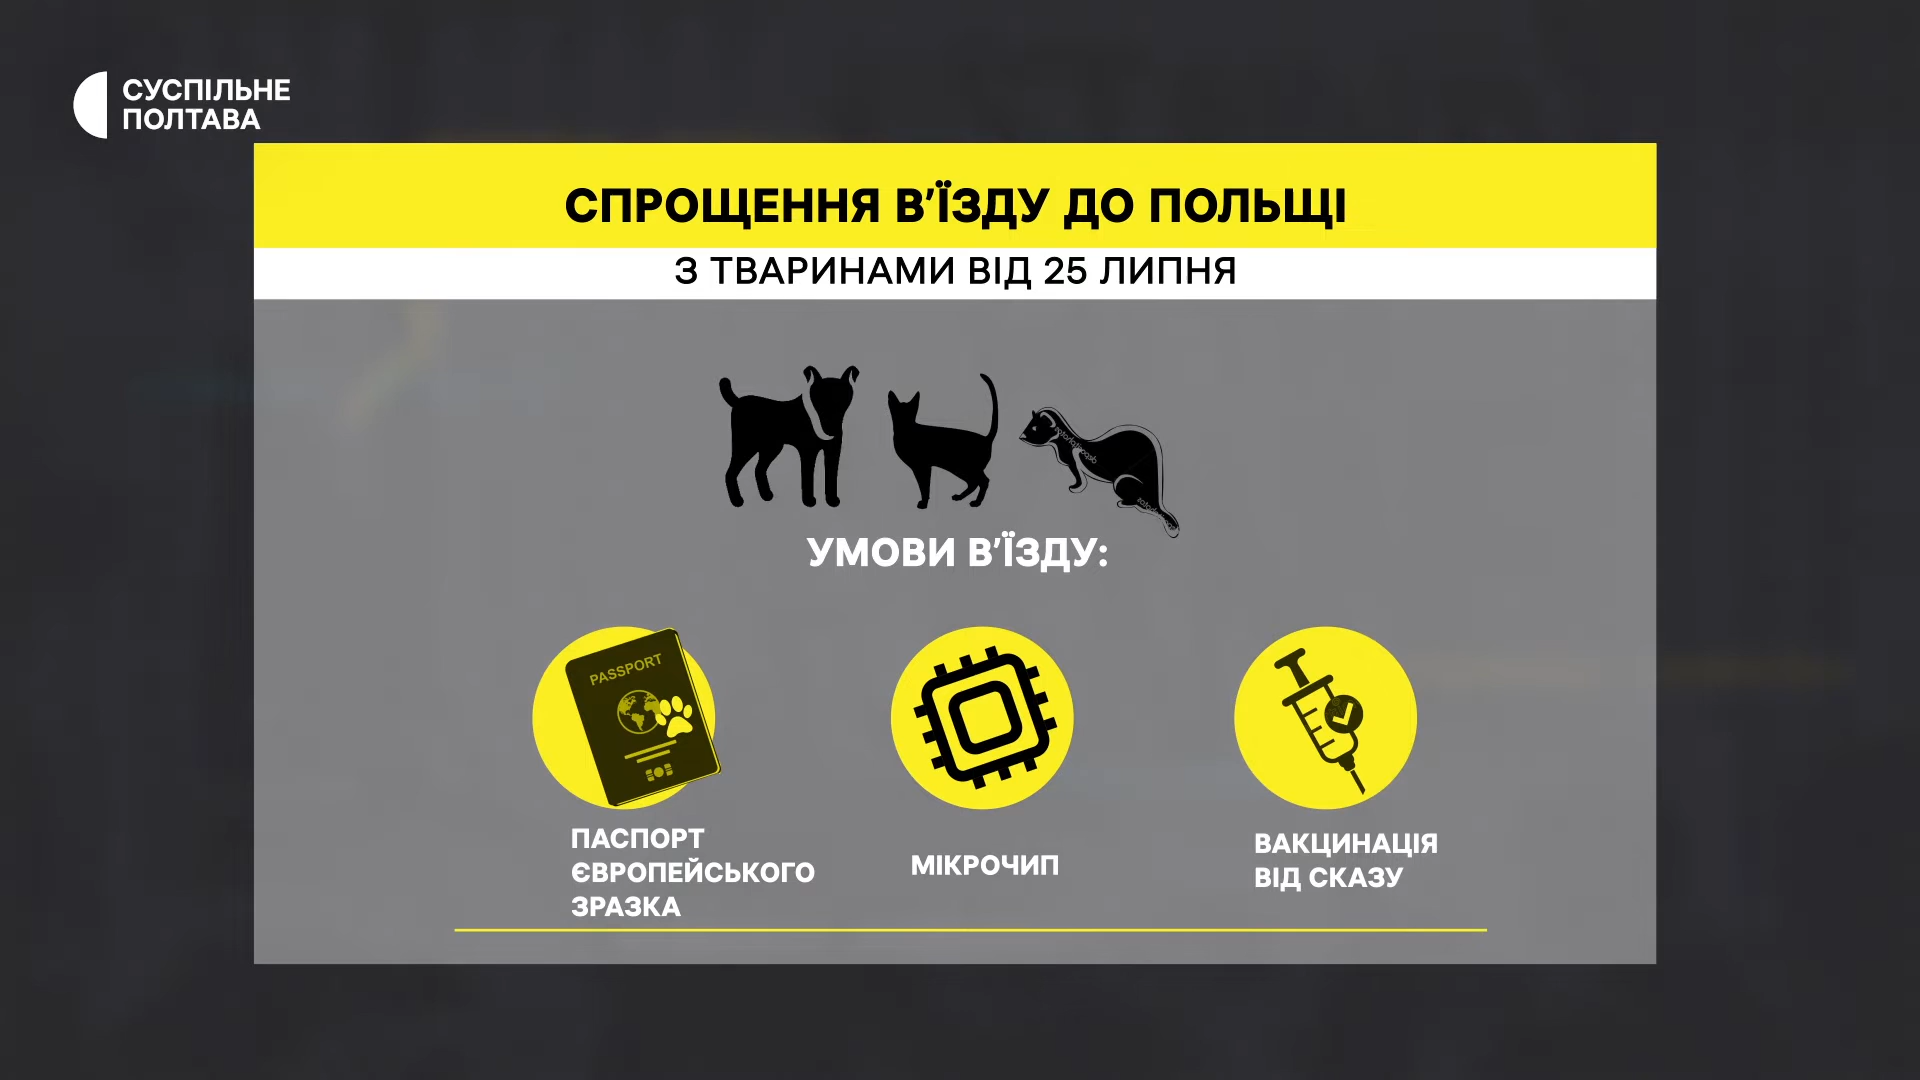 СУСПІЛЬНЕ
ПОЛТАВА
СПРОЩЕННЯ В’ЇЗДУ ДО ПОЛЬЩІ
З ТВАРИНАМИ ВІД 25 ЛИПНЯ
УМОВИ В’ЇЗДУ:
PASSPORT
ПАСПОРТ
ЄВРОПЕЙСЬКОГО
ЗРАЗКА
МІКРОЧИП
ВАКЦИНАЦІЯ
ВІД СКАЗУ